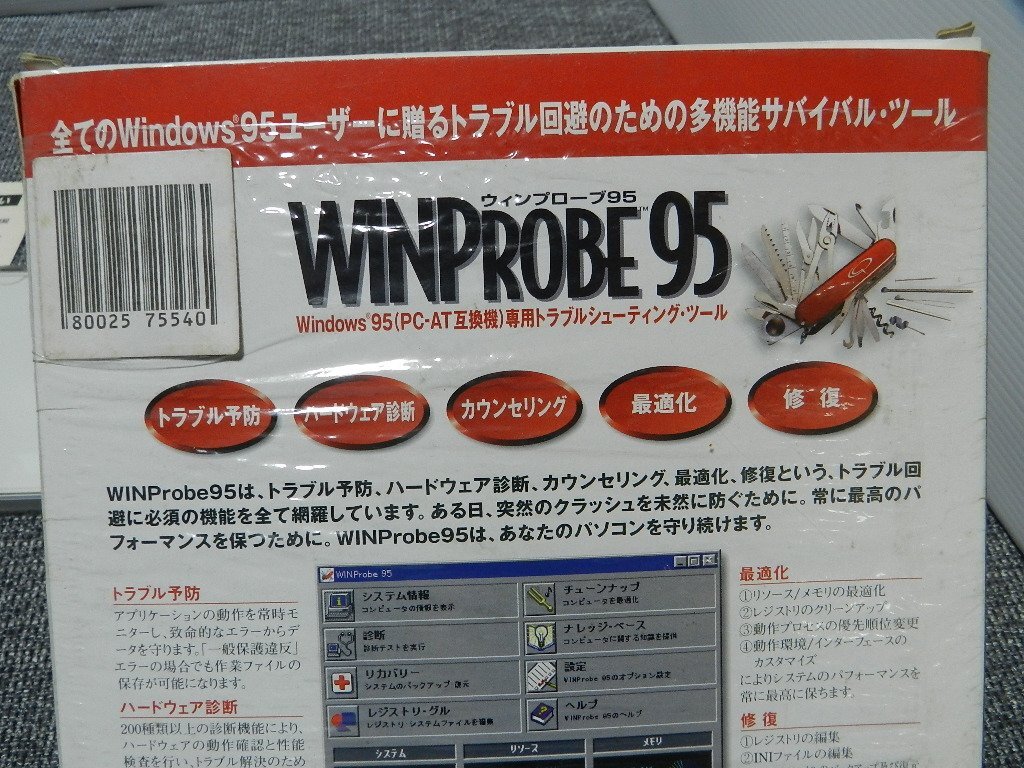 全てのWindows®95ユーザーに贈るトラブル回避のための多機能サバイバル・ツール
80025 75540
ウィンプローブ95
WINPROBE™95
Windows®95(PC-AT互換機)専用トラブルシューティング・ツール
トラブル予防
ハードウェア診断
カウンセリング
最適化
修復
WINProbe95は、トラブル予防、ハードウェア診断、カウンセリング、最適化、修復という、トラブル回
避に必須の機能を全て網羅しています。ある日、突然のクラッシュを未然に防ぐために。常に最高のパ
フォーマンスを保つために。WINProbe95は、あなたのパソコンを守り続けます。
トラブル予防
アプリケーションの動作を常時モ
ニターし、致命的なエラーからデ
ータを守ります。「一般保護違反」
エラーの場合でも作業ファイルの
保存が可能になります。
ハードウェア診断
200種類以上の診断機能により、
ハードウェアの動作確認と性能
検査を行い、トラブル解決のため
WINProbe 95
システム情報
コンピュータの情報を表示
診断
診断テストを実行
リカバリー
システムのバックアップ・復元
レジストリ・グル
レジストリ・システムファイルを編集
チューンナップ
コンピュータを最適化
ナレッジ・ベース
コンピュータに関する知識を提供
設定
WINProbe 95のオプション設定
ヘルプ
WINProbe 95のヘルプ
システム
リソース
メモリ
最適化
①リソース/メモリの最適化
②レジストリのクリーンアップ
③動作プロセスの優先順位変更
④動作環境/インターフェースの
カスタマイズ
によりシステムのパフォーマンスを
常に最高に保ちます。
修復
①レジストリの編集
②INIファイルの編集